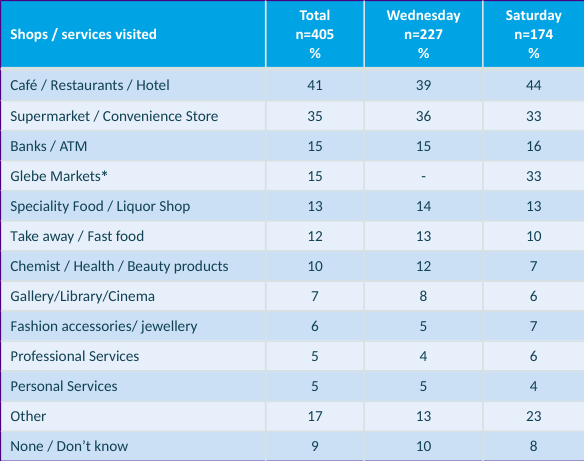 Shops / services visited Total n=405 % Wednesday n=227 % Saturday n=174 %
Café / Restaurants / Hotel 41 39 44
Supermarket / Convenience Store 35 36 33
Banks / ATM 15 15 16
Glebe Markets* 15 - 33
Speciality Food / Liquor Shop 13 14 13
Take away / Fast food 12 13 10
Chemist / Health / Beauty products 10 12 7
Gallery/Library/Cinema 7 8 6
Fashion accessories/ jewellery 6 5 7
Professional Services 5 4 6
Personal Services 5 5 4
Other 17 13 23
None / Don’t know 9 10 8